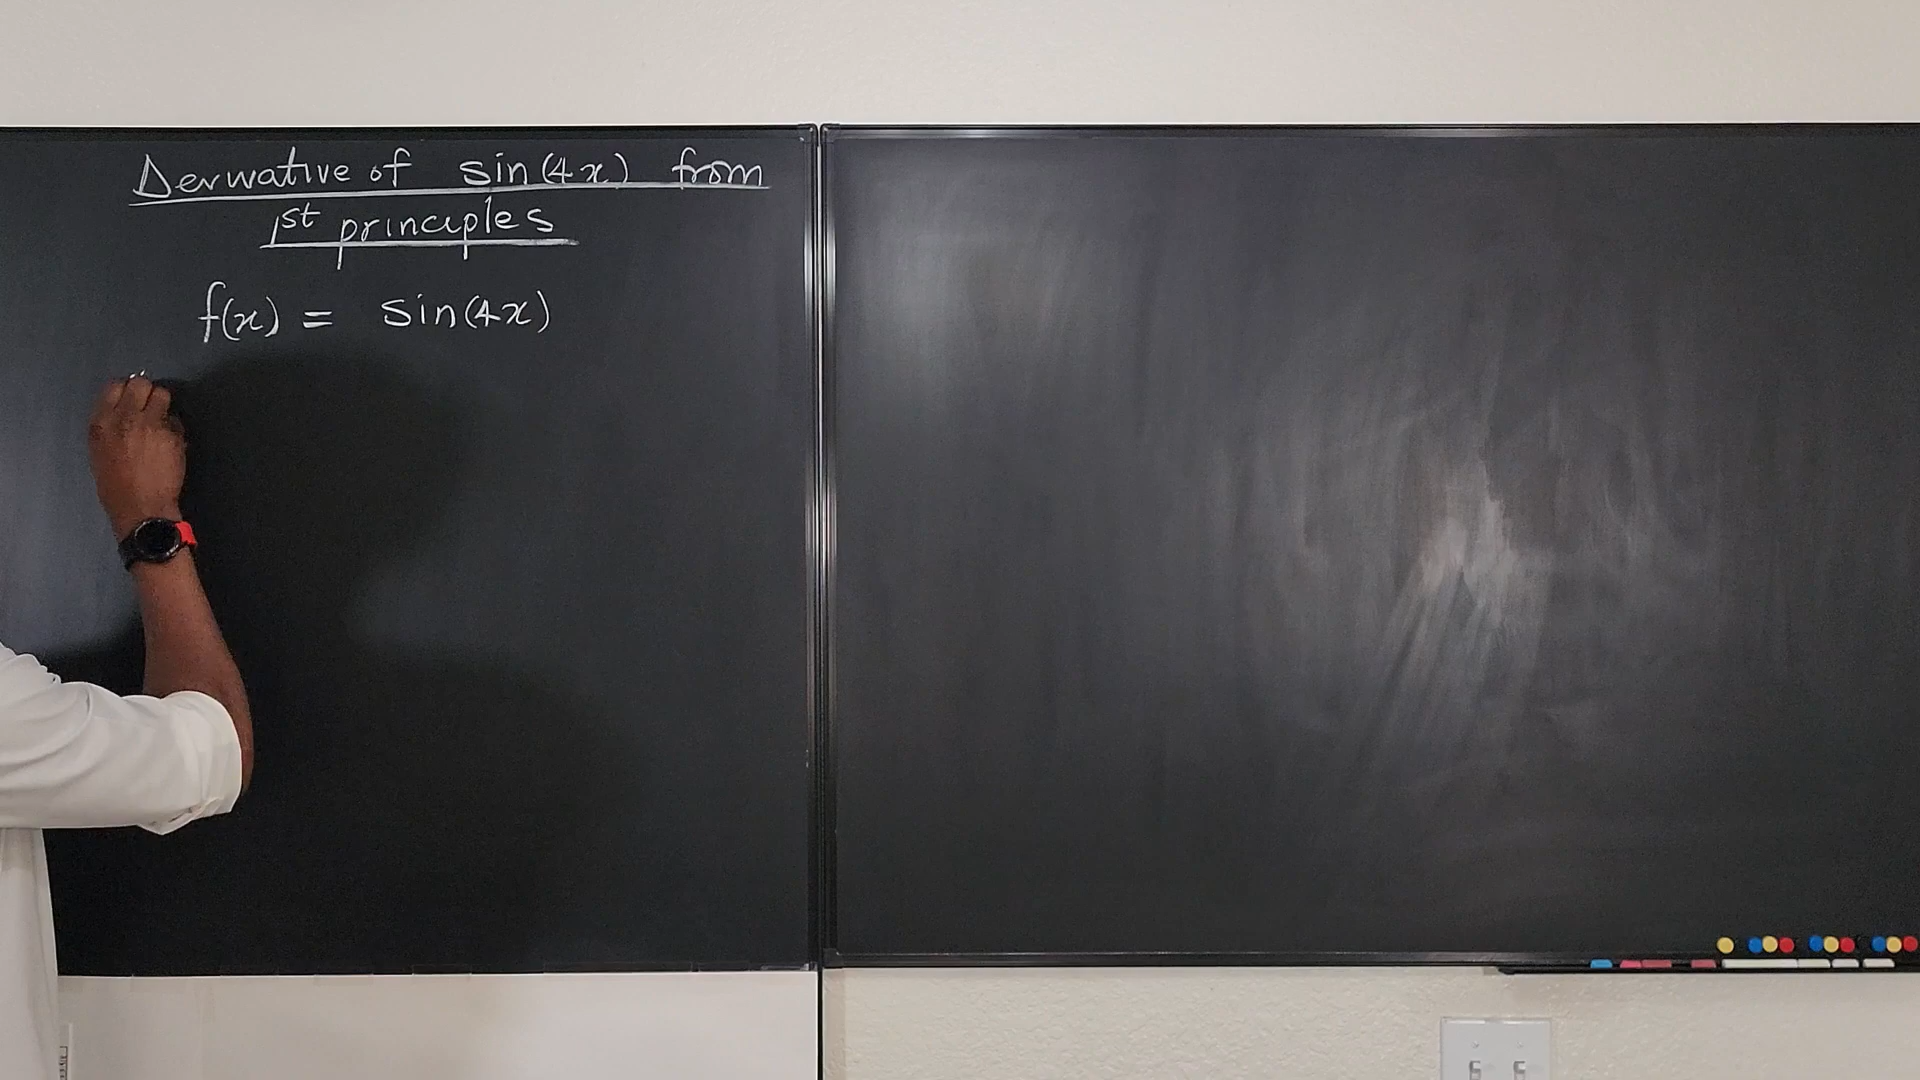 Derivative of sin(4x) from
1st principles
f(x) = sin(4x)